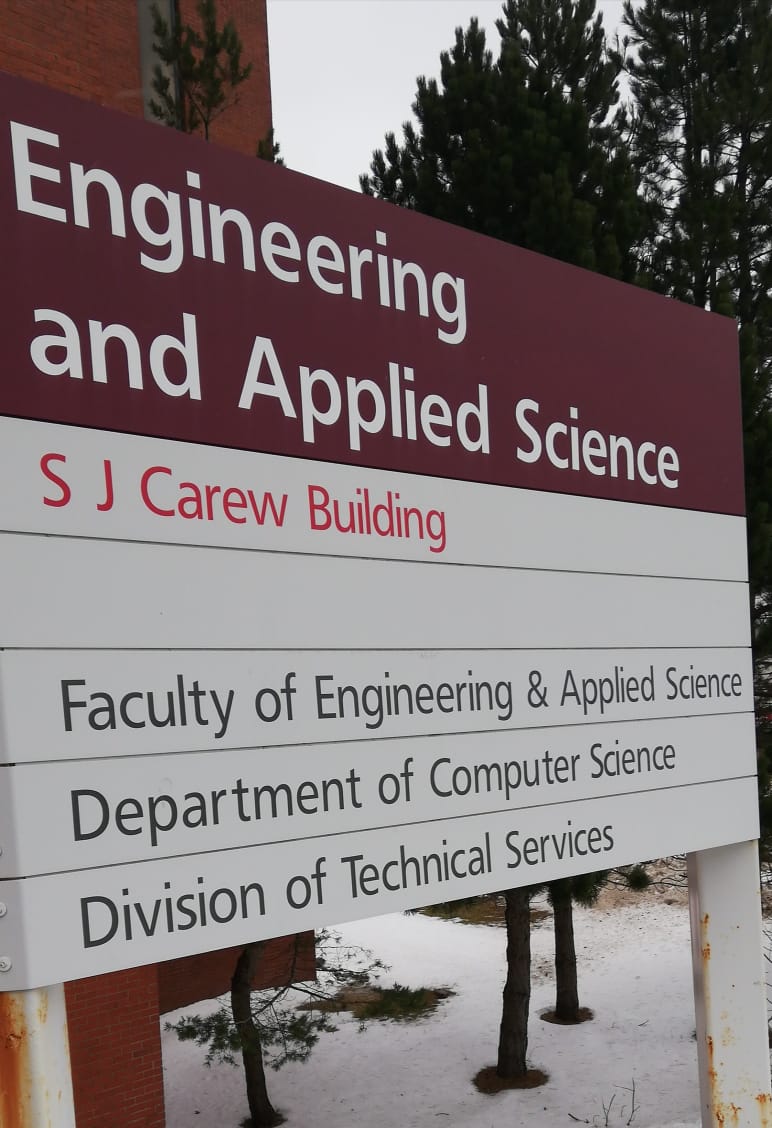 Engineering
and Applied Science
S J Carew Building
Faculty of Engineering & Applied Science
Department of Computer Science
Division of Technical Services